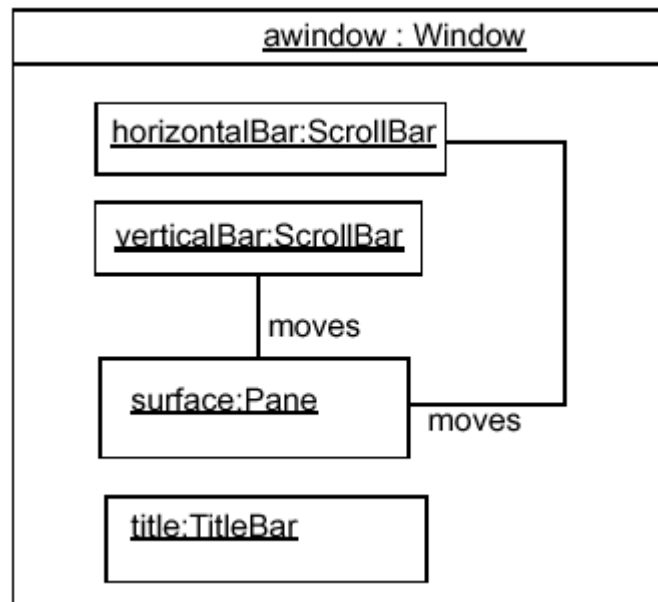 awindow : Window
horizontalBar:ScrollBar
verticalBar:ScrollBar
moves
surface:Pane
moves
title:TitleBar